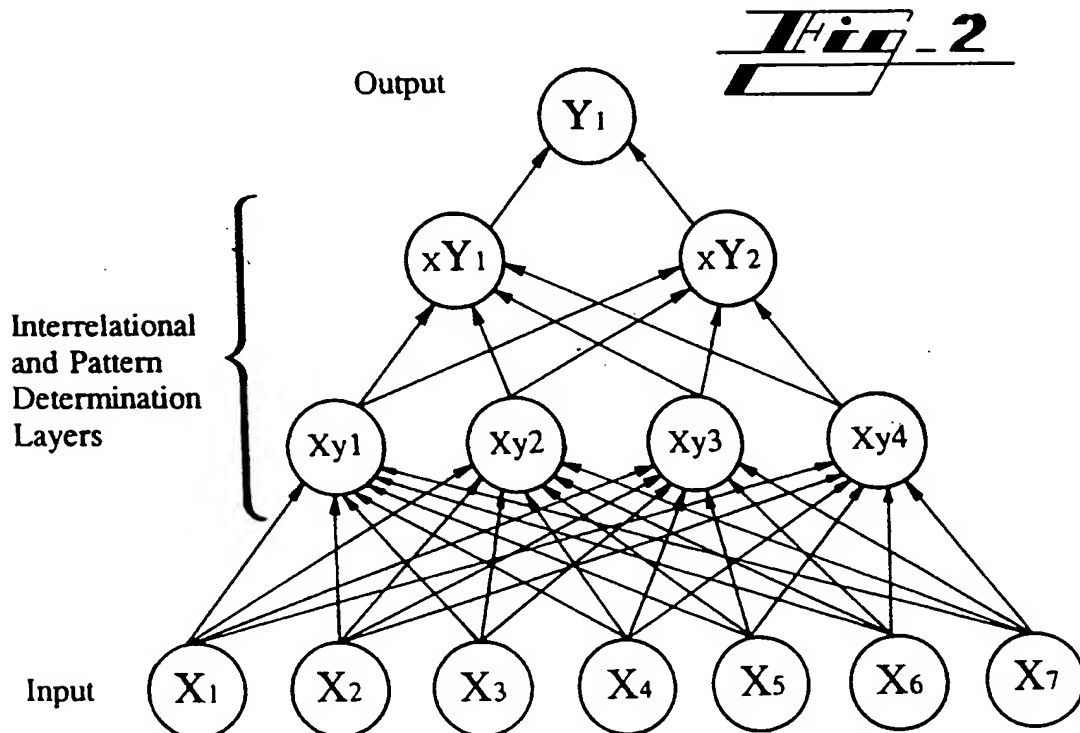 Fig_2
Output
Y1
xY1
xY2
Interrelational
and Pattern
Determination
Layers
Xy1
Xy2
Xy3
Xy4
Input
X1
X2
X3
X4
X5
X6
X7